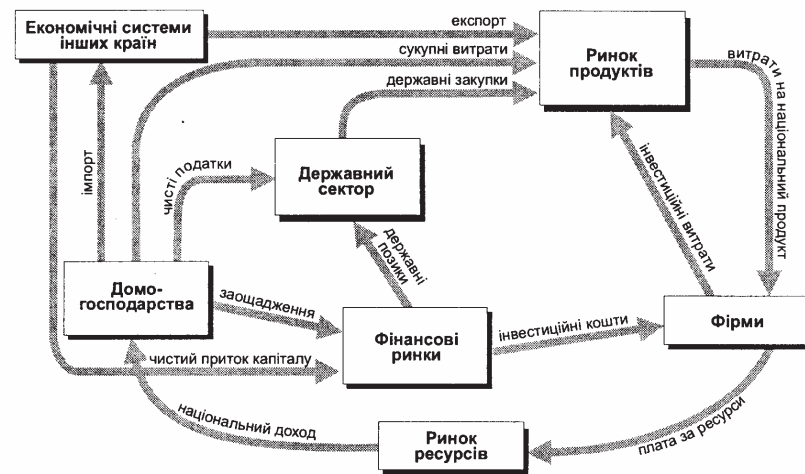 Економічні системи
інших країн
експорт
сукупні витрати
державні закупки
Ринок
продуктів
витрати на національний продукт
імпорт
чисті податки
Державний
сектор
інвестиційні витрати
державні
позики
Домо-
господарства
заощадження
Фінансові
ринки
інвестиційні кошти
Фірми
чистий приток капіталу
національний доход
Ринок
ресурсів
плата за ресурси